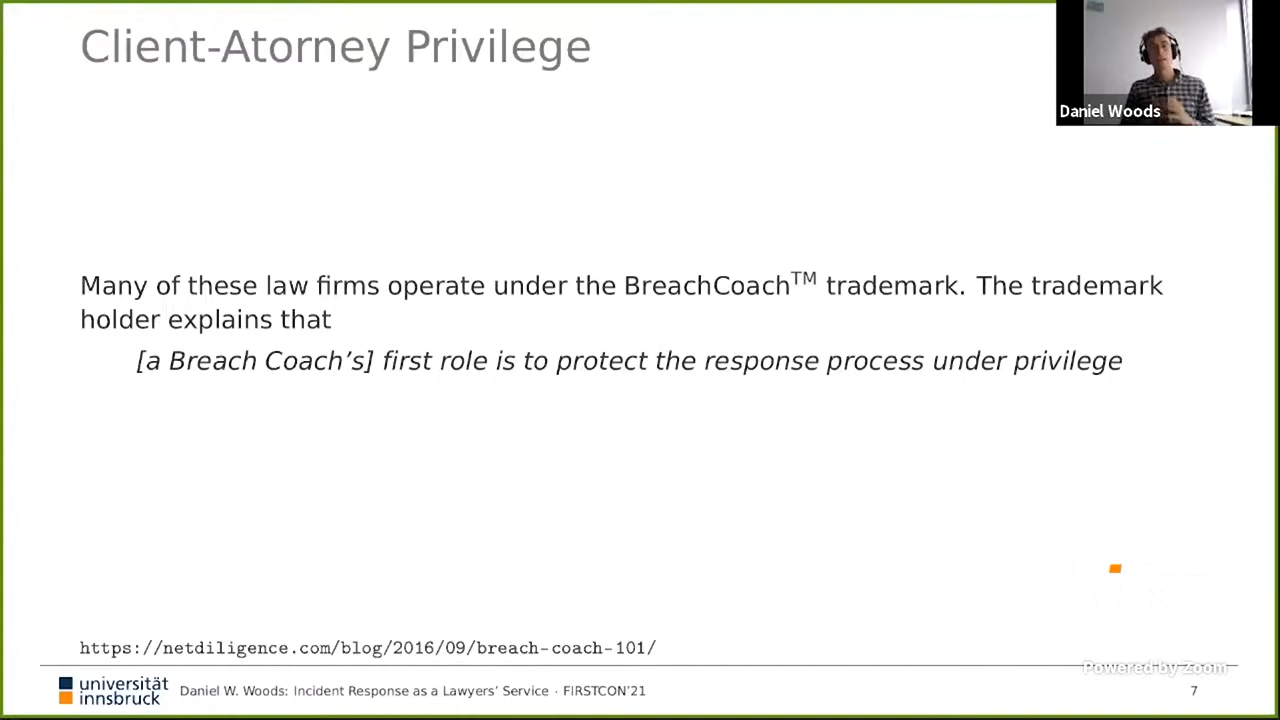 Client-Atorney Privilege
Daniel Woods
Many of these law firms operate under the BreachCoach™ trademark. The trademark
holder explains that
[a Breach Coach’s] first role is to protect the response process under privilege
https://netdiligence.com/blog/2016/09/breach-coach-101/
Powered by Zoom
universität
innsbruck
Daniel W. Woods: Incident Response as a Lawyers’ Service · FIRSTCON’21
7